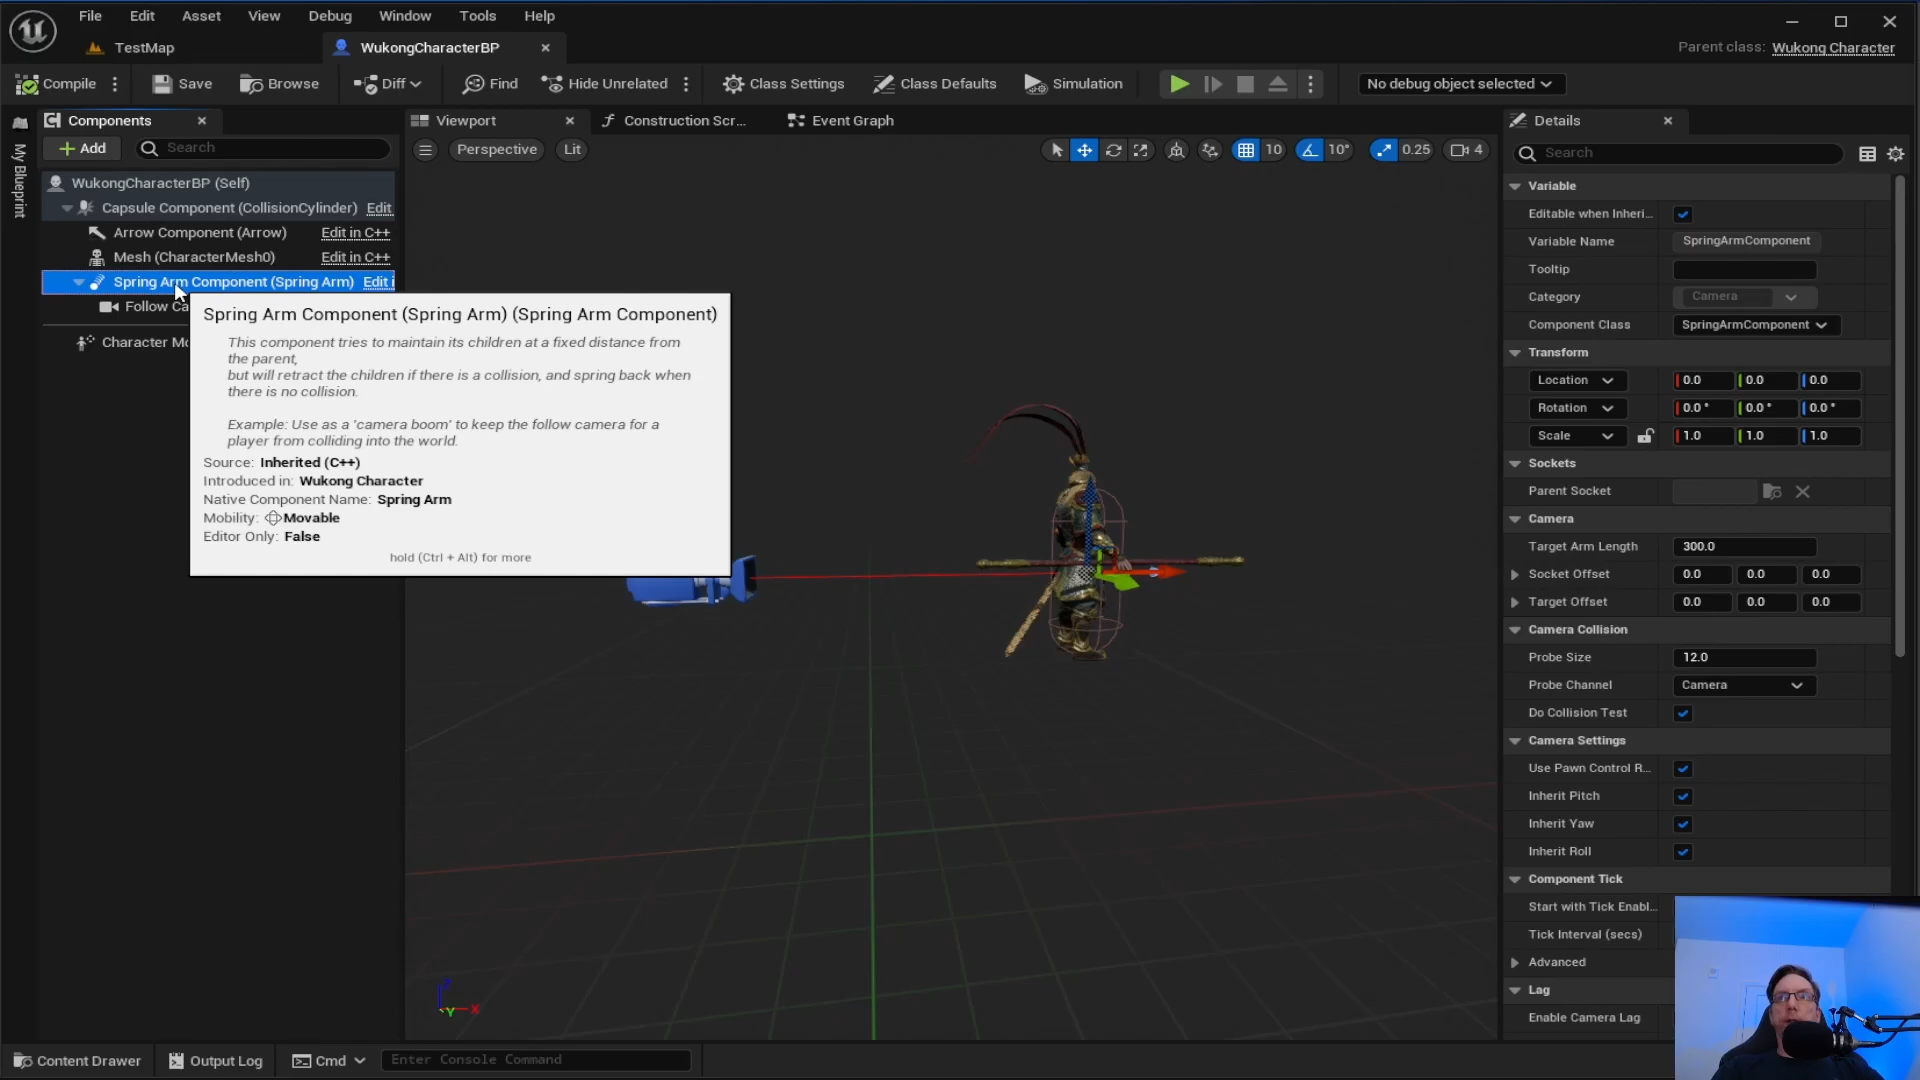 File Edit Asset View Debug Window Tools Help
TestMap
WukongCharacterBP
Parent class: Wukong Character
Compile
Save
Browse
Diff
Find
Hide Unrelated
Class Settings
Class Defaults
Simulation
No debug object selected
My Blueprint
Components
Add
Search
WukongCharacterBP (Self)
Capsule Component (CollisionCylinder) Edit
Arrow Component (Arrow) Edit in C++
Mesh (CharacterMesh0) Edit in C++
Spring Arm Component (Spring Arm) Edit i
Follow Ca
Character Mo
Spring Arm Component (Spring Arm) (Spring Arm Component)
This component tries to maintain its children at a fixed distance from
the parent,
but will retract the children if there is a collision, and spring back when
there is no collision.
Example: Use as a 'camera boom' to keep the follow camera for a
player from colliding into the world.
Source: Inherited (C++)
Introduced in: Wukong Character
Native Component Name: Spring Arm
Mobility: Movable
Editor Only: False
hold (Ctrl + Alt) for more
Viewport
Construction Scr...
Event Graph
Perspective
Lit
10
10°
0.25
4
X
Y
Details
Search
Variable
Editable when Inheri...
Variable Name SpringArmComponent
Tooltip
Category Camera
Component Class SpringArmComponent
Transform
Location 0.0 0.0 0.0
Rotation 0.0 ° 0.0 ° 0.0 °
Scale 1.0 1.0 1.0
Sockets
Parent Socket
Camera
Target Arm Length 300.0
Socket Offset 0.0 0.0 0.0
Target Offset 0.0 0.0 0.0
Camera Collision
Probe Size 12.0
Probe Channel Camera
Do Collision Test
Camera Settings
Use Pawn Control R...
Inherit Pitch
Inherit Yaw
Inherit Roll
Component Tick
Start with Tick Enabl...
Tick Interval (secs)
Advanced
Lag
Enable Camera Lag
Content Drawer
Output Log
Cmd
Enter Console Command